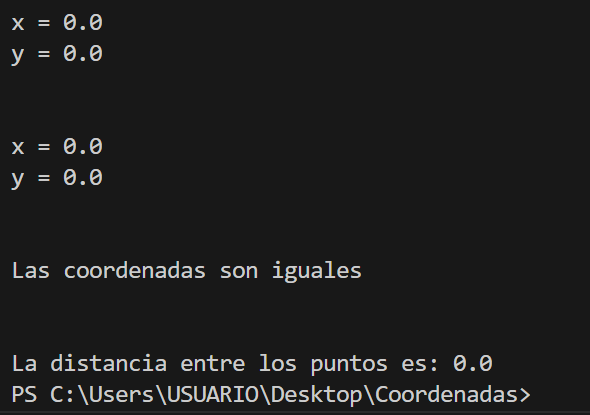 x = 0.0
y = 0.0
x = 0.0
y = 0.0
Las coordenadas son iguales
La distancia entre los puntos es: 0.0
PS C:\Users\USUARIO\Desktop\Coordenadas>